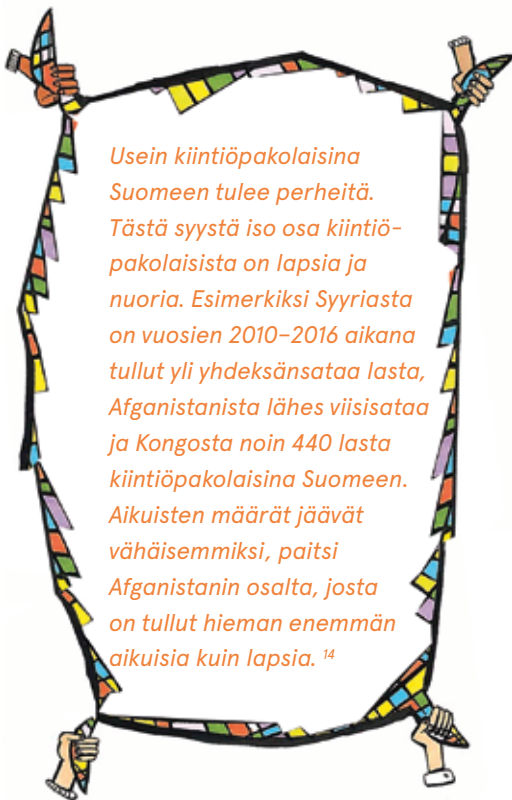 Usein kiintiöpakolaisina
Suomeen tulee perheitä.
Tästä syystä iso osa kiintiö-
pakolaisista on lapsia ja
nuoria. Esimerkiksi Syyriasta
on vuosien 2010–2016 aikana
tullut yli yhdeksänsataa lasta,
Afganistanista lähes viisisataa
ja Kongosta noin 440 lasta
kiintiöpakolaisina Suomeen.
Aikuisten määrät jäävät
vähäisemmiksi, paitsi
Afganistanin osalta, josta
on tullut hieman enemmän
aikuisia kuin lapsia. 14